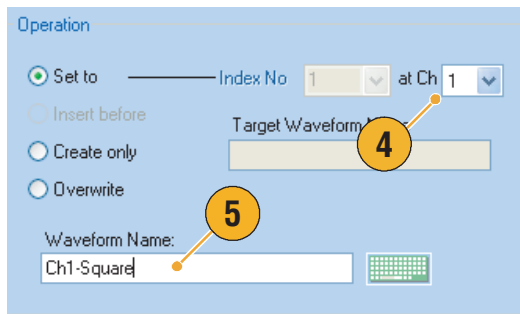 Operation
Set to Index No 1 at Ch 1
Insert before
Target Waveform
4
Create only
Overwrite
5
Waveform Name:
Ch1-Square